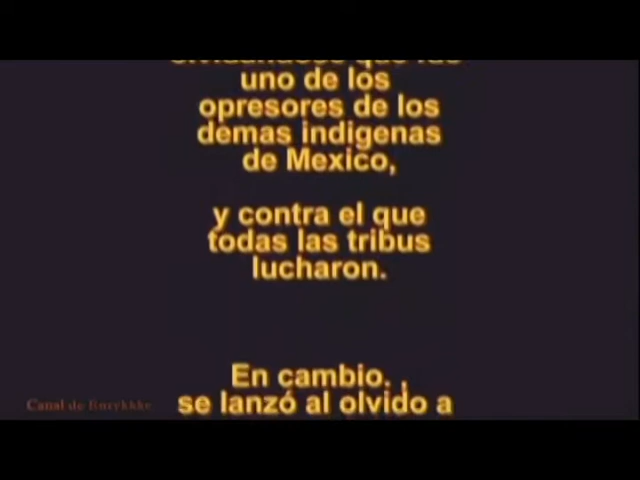 uno de los
opresores de los
demas indigenas
de Mexico,
y contra el que
todas las tribus
lucharon.
En cambio. .
se lanzó al olvido a
Canal de